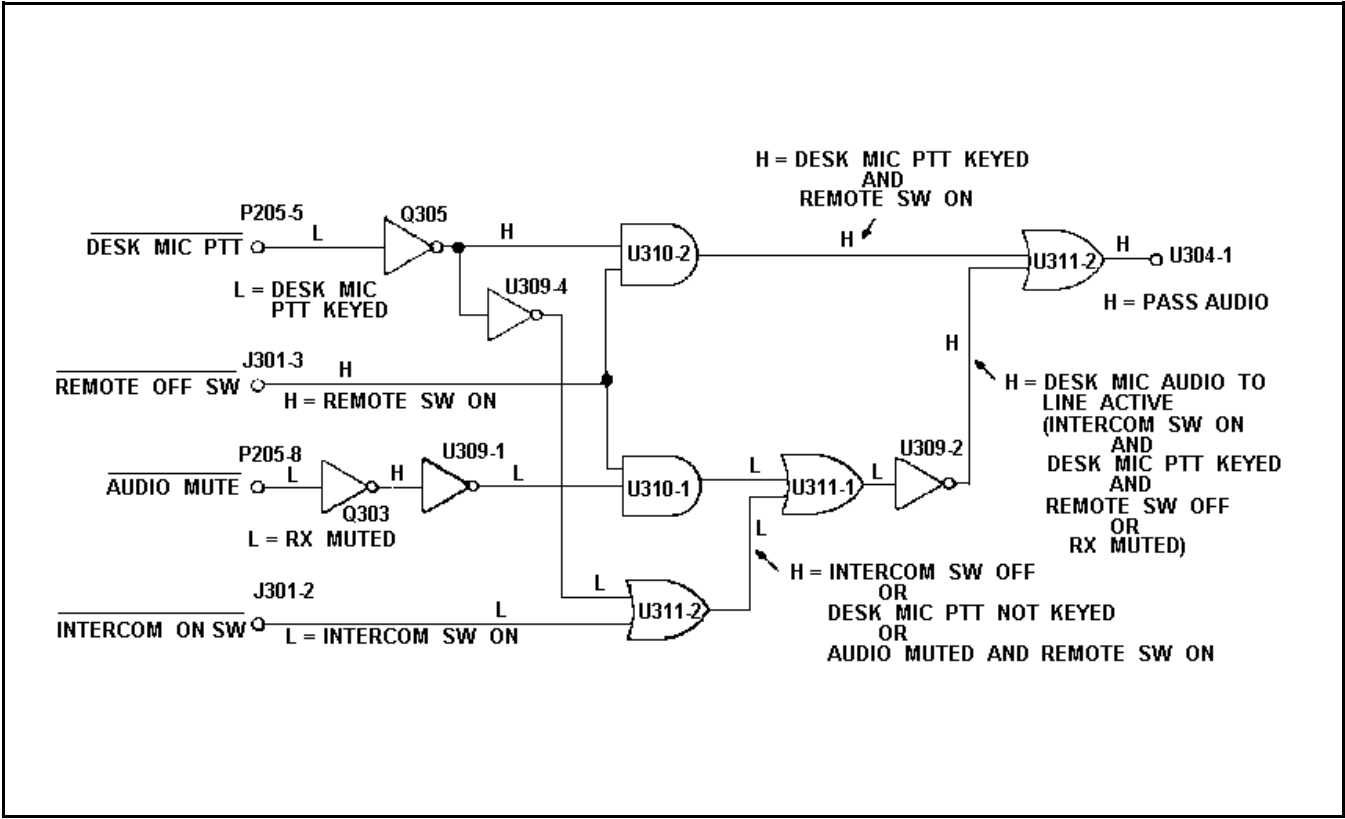 H = DESK MIC PTT KEYED
AND
REMOTE SW ON
P205-5
Q305
DESK MIC PTT
L
H
U310-2
H
U311-2
H
U304-1
L = DESK MIC
PTT KEYED
U309-4
H = PASS AUDIO
J301-3
REMOTE OFF SW
H
H = REMOTE SW ON
H
H = DESK MIC AUDIO TO
LINE ACTIVE
(INTERCOM SW ON
AND
DESK MIC PTT KEYED
AND
REMOTE SW OFF
OR
RX MUTED)
P205-8
AUDIO MUTE
L
Q303
H
U309-1
L
U310-1
L
U311-1
L
U309-2
L = RX MUTED
L
H = INTERCOM SW OFF
OR
DESK MIC PTT NOT KEYED
OR
AUDIO MUTED AND REMOTE SW ON
J301-2
INTERCOM ON SW
L
L
U311-2
L = INTERCOM SW ON